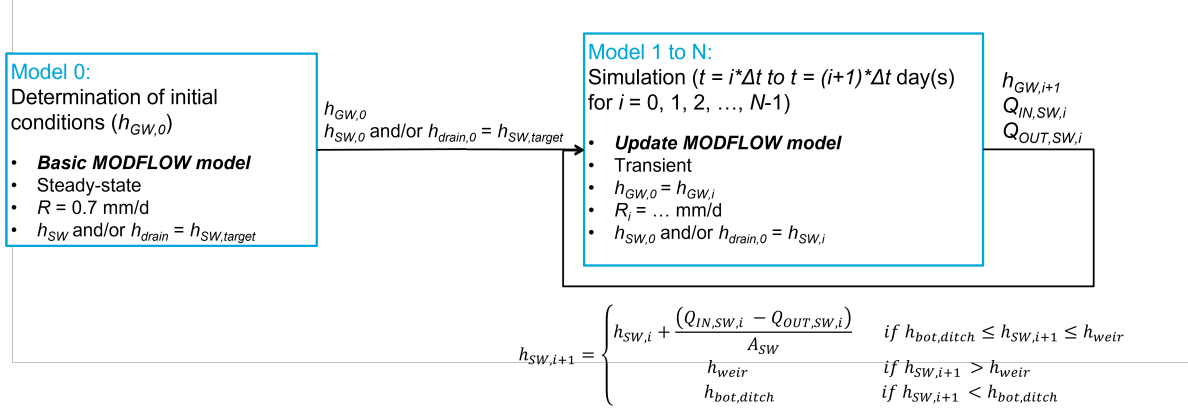 Model 0:
Determination of initial
conditions (h_GW,0)
• Basic MODFLOW model
• Steady-state
• R = 0.7 mm/d
• h_SW and/or h_drain = h_SW,target
h_GW,0
h_SW,0 and/or h_drain,0 = h_SW,target
Model 1 to N:
Simulation (t = i*Δt to t = (i+1)*Δt day(s)
for i = 0, 1, 2, …, N-1)
• Update MODFLOW model
• Transient
• h_GW,0 = h_GW,i
• R_i = … mm/d
• h_SW,0 and/or h_drain,0 = h_SW,i
h_GW,i+1
Q_IN,SW,i
Q_OUT,SW,i
h_SW,i+1 = { h_SW,i + (Q_IN,SW,i − Q_OUT,SW,i) / A_SW if h_bot,ditch ≤ h_SW,i+1 ≤ h_weir
h_weir if h_SW,i+1 > h_weir
h_bot,ditch if h_SW,i+1 < h_bot,ditch